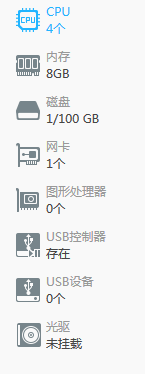 CPU
4个
内存
8GB
磁盘
1/100 GB
网卡
1个
图形处理器
0个
USB控制器
存在
USB设备
0个
光驱
未挂载